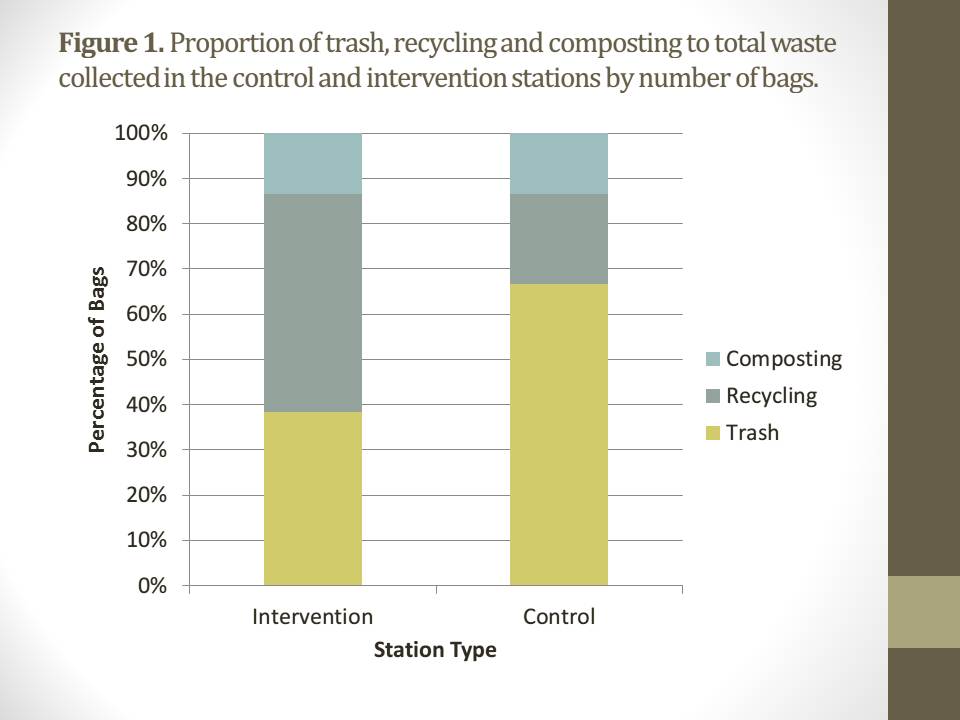 Figure 1. Proportion of trash, recycling and composting to total waste
collected in the control and intervention stations by number of bags.
100%
90%
80%
70%
60%
50%
40%
30%
20%
10%
0%
Percentage of Bags
Intervention
Control
Station Type
Composting
Recycling
Trash